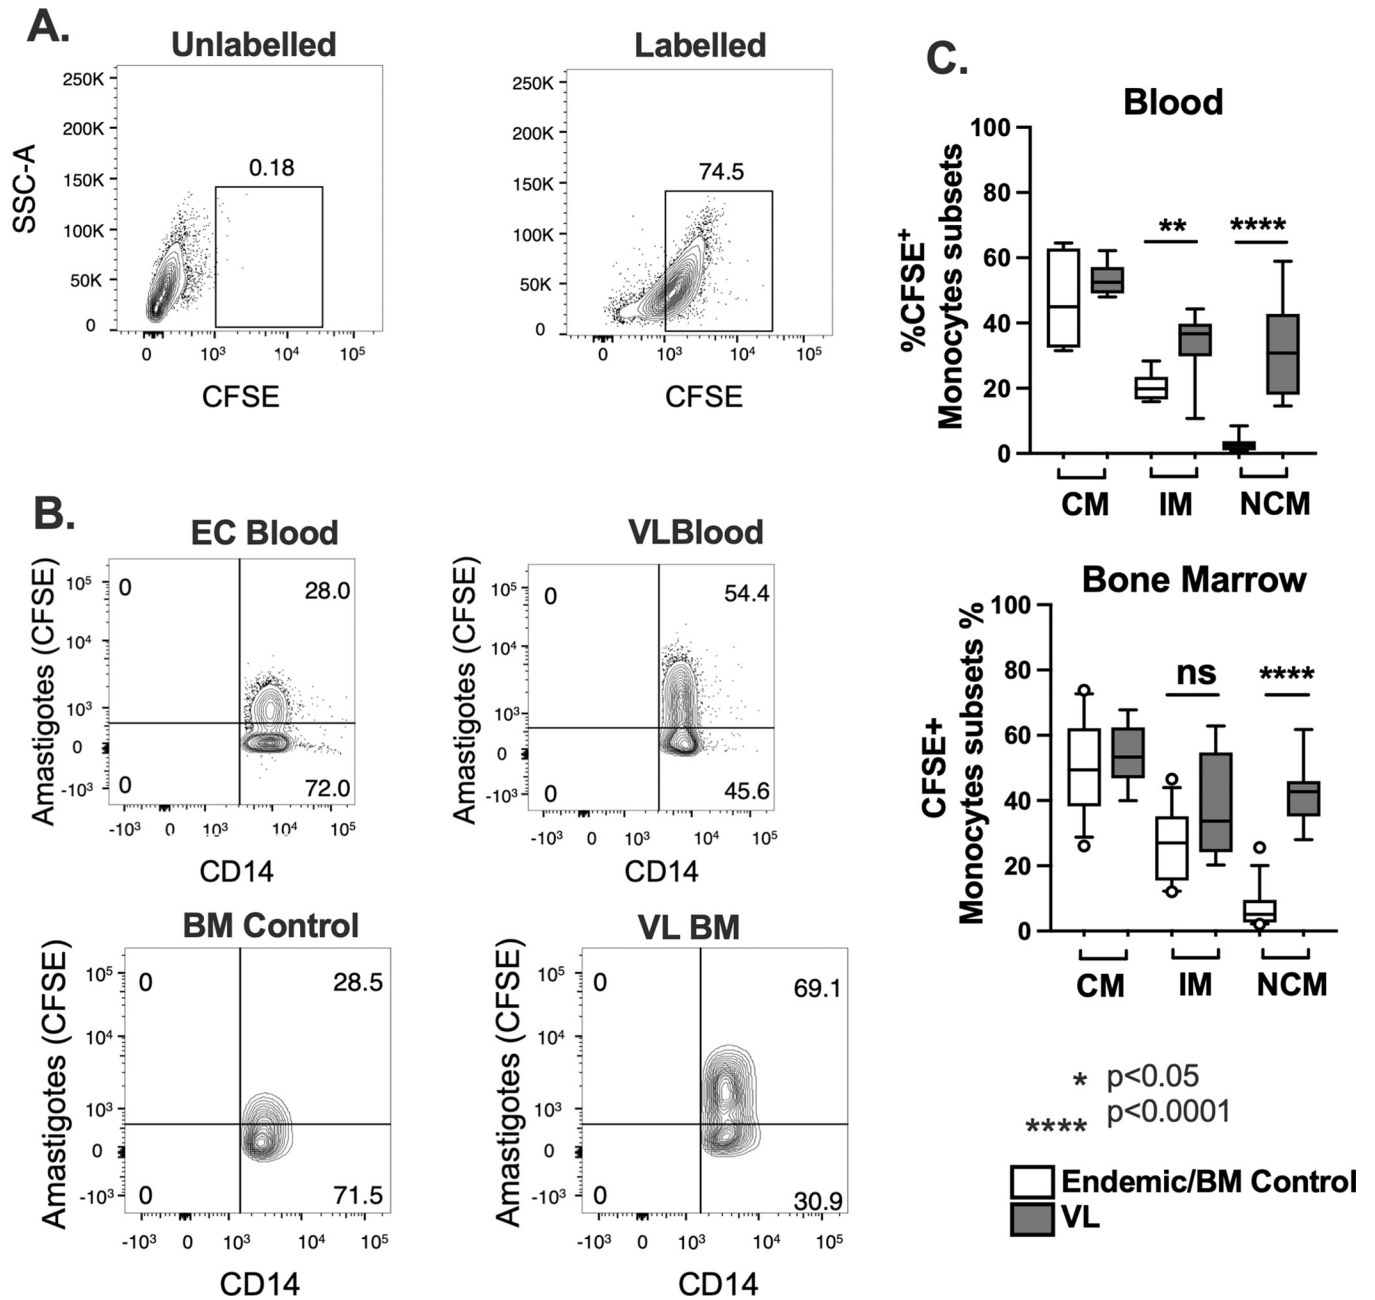 A.
Unlabelled
Labelled
250K
200K
150K
100K
50K
0
SSC-A
0.18
0 10³ 10⁴ 10⁵
CFSE
250K
200K
150K
100K
50K
0
74.5
0 10³ 10⁴ 10⁵
CFSE
B.
EC Blood
Amastigotes (CFSE)
10⁵
10⁴
10³
0
-10³
0 28.0
0 72.0
-10³ 0 10³ 10⁴ 10⁵
CD14
VLBlood
Amastigotes (CFSE)
10⁵
10⁴
10³
0
-10³
0 54.4
0 45.6
-10³ 0 10³ 10⁴ 10⁵
CD14
BM Control
Amastigotes (CFSE)
10⁵
10⁴
10³
0
-10³
0 28.5
0 71.5
-10³ 0 10³ 10⁴ 10⁵
CD14
VL BM
Amastigotes (CFSE)
10⁵
10⁴
10³
0
-10³
0 69.1
0 30.9
-10³ 0 10³ 10⁴ 10⁵
CD14
C.
Blood
%CFSE⁺
Monocytes subsets
100
80
60
40
20
0
** ****
CM IM NCM
Bone Marrow
CFSE+
Monocytes subsets %
100
80
60
40
20
0
ns ****
CM IM NCM
* p<0.05
**** p<0.0001
Endemic/BM Control
VL